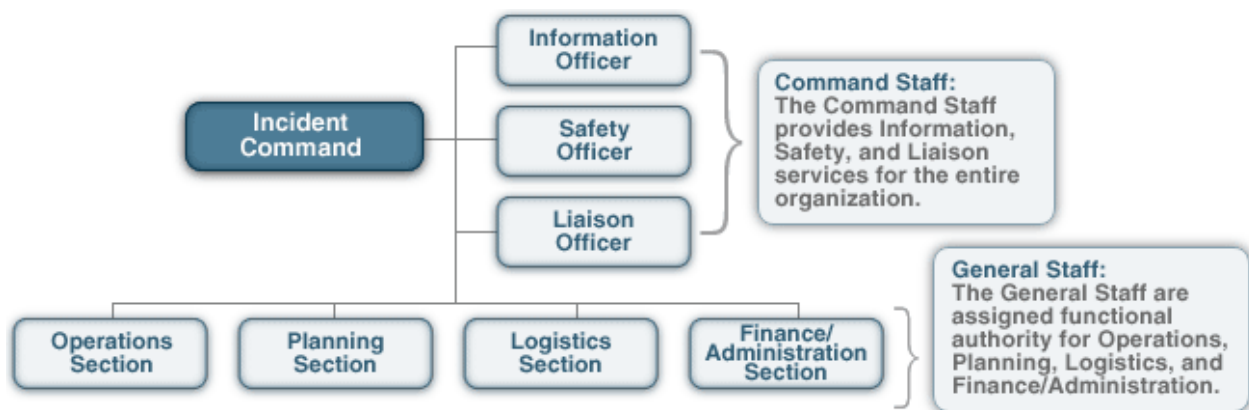 Information
Officer
Incident
Command
Safety
Officer
Liaison
Officer
Command Staff:
The Command Staff
provides Information,
Safety, and Liaison
services for the entire
organization.
Operations
Section
Planning
Section
Logistics
Section
Finance/
Administration
Section
General Staff:
The General Staff are
assigned functional
authority for Operations,
Planning, Logistics, and
Finance/Administration.